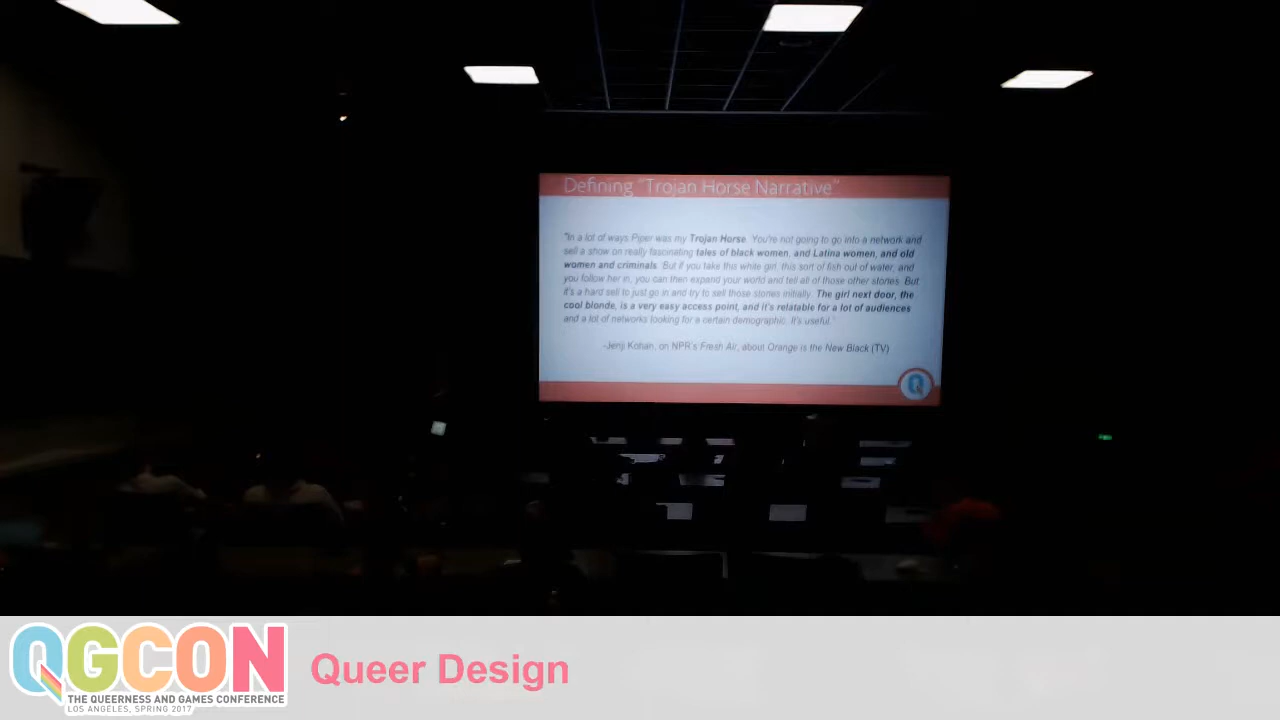 Defining "Trojan Horse Narrative"
"In a lot of ways Piper was my Trojan Horse. You're not going to go into a network and
sell a show on really fascinating tales of black women, and Latina women, and old
women and criminals. But if you take this white girl, this sort of fish out of water, and
you follow her in, you can then expand your world and tell all of those other stories. But
it's a hard sell to just go in and try to sell those stories initially. The girl next door, the
cool blonde, is a very easy access point, and it's relatable for a lot of audiences
and a lot of networks looking for a certain demographic. It's useful."
-Jenji Kohan, on NPR's Fresh Air, about Orange is the New Black (TV)
Q
QGCON
THE QUEERNESS AND GAMES CONFERENCE
LOS ANGELES, SPRING 2017
Queer Design